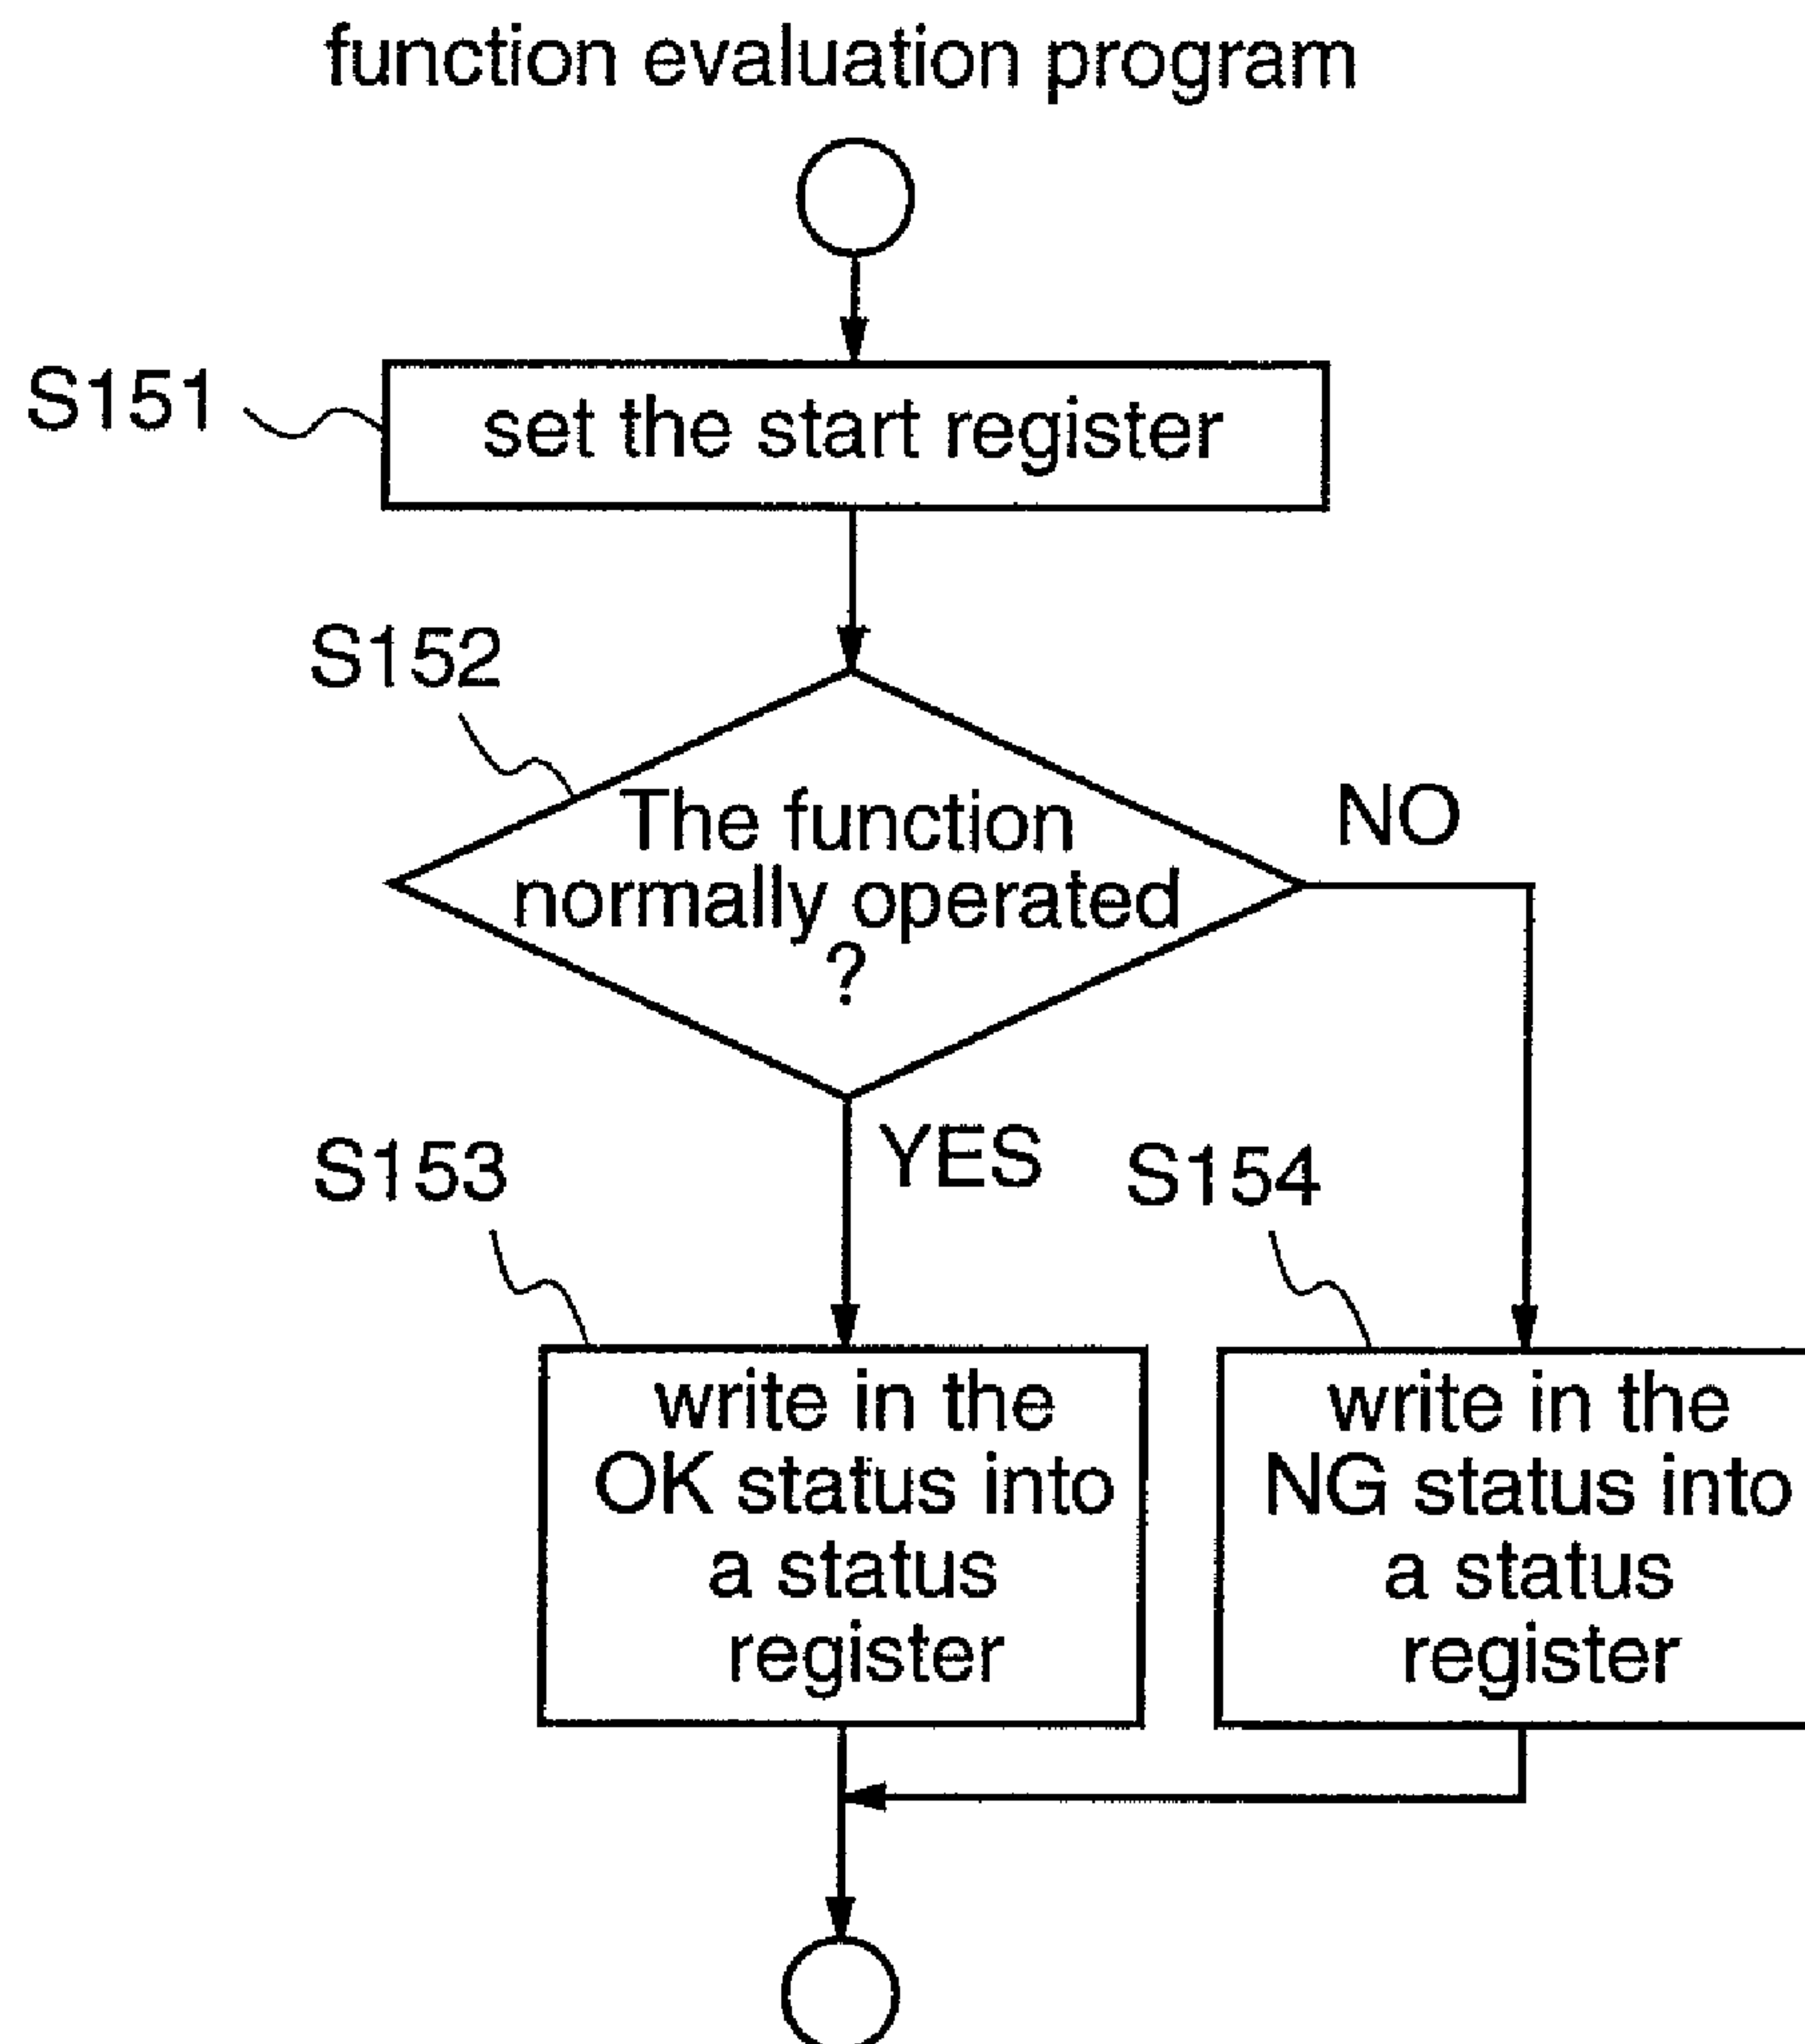 function evaluation program
S151
set the start register
S152
The function
normally operated
?
NO
YES
S153
S154
write in the
OK status into
a status
register
write in the
NG status into
a status
register